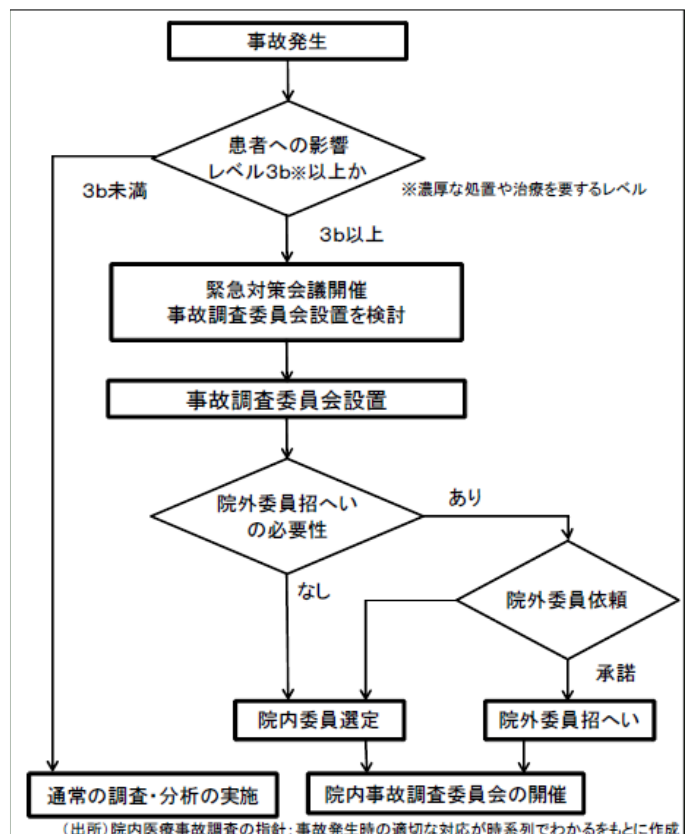 事故発生
患者への影響
レベル3b※以上か
3b未満
※濃厚な処置や治療を要するレベル
3b以上
緊急対策会議開催
事故調査委員会設置を検討
事故調査委員会設置
院外委員招へい
の必要性
あり
なし
院外委員依頼
承諾
院内委員選定
院外委員招へい
通常の調査・分析の実施
院内事故調査委員会の開催
(出所)院内医療事故調査の指針:事故発生時の適切な対応が時系列でわかるをもとに作成